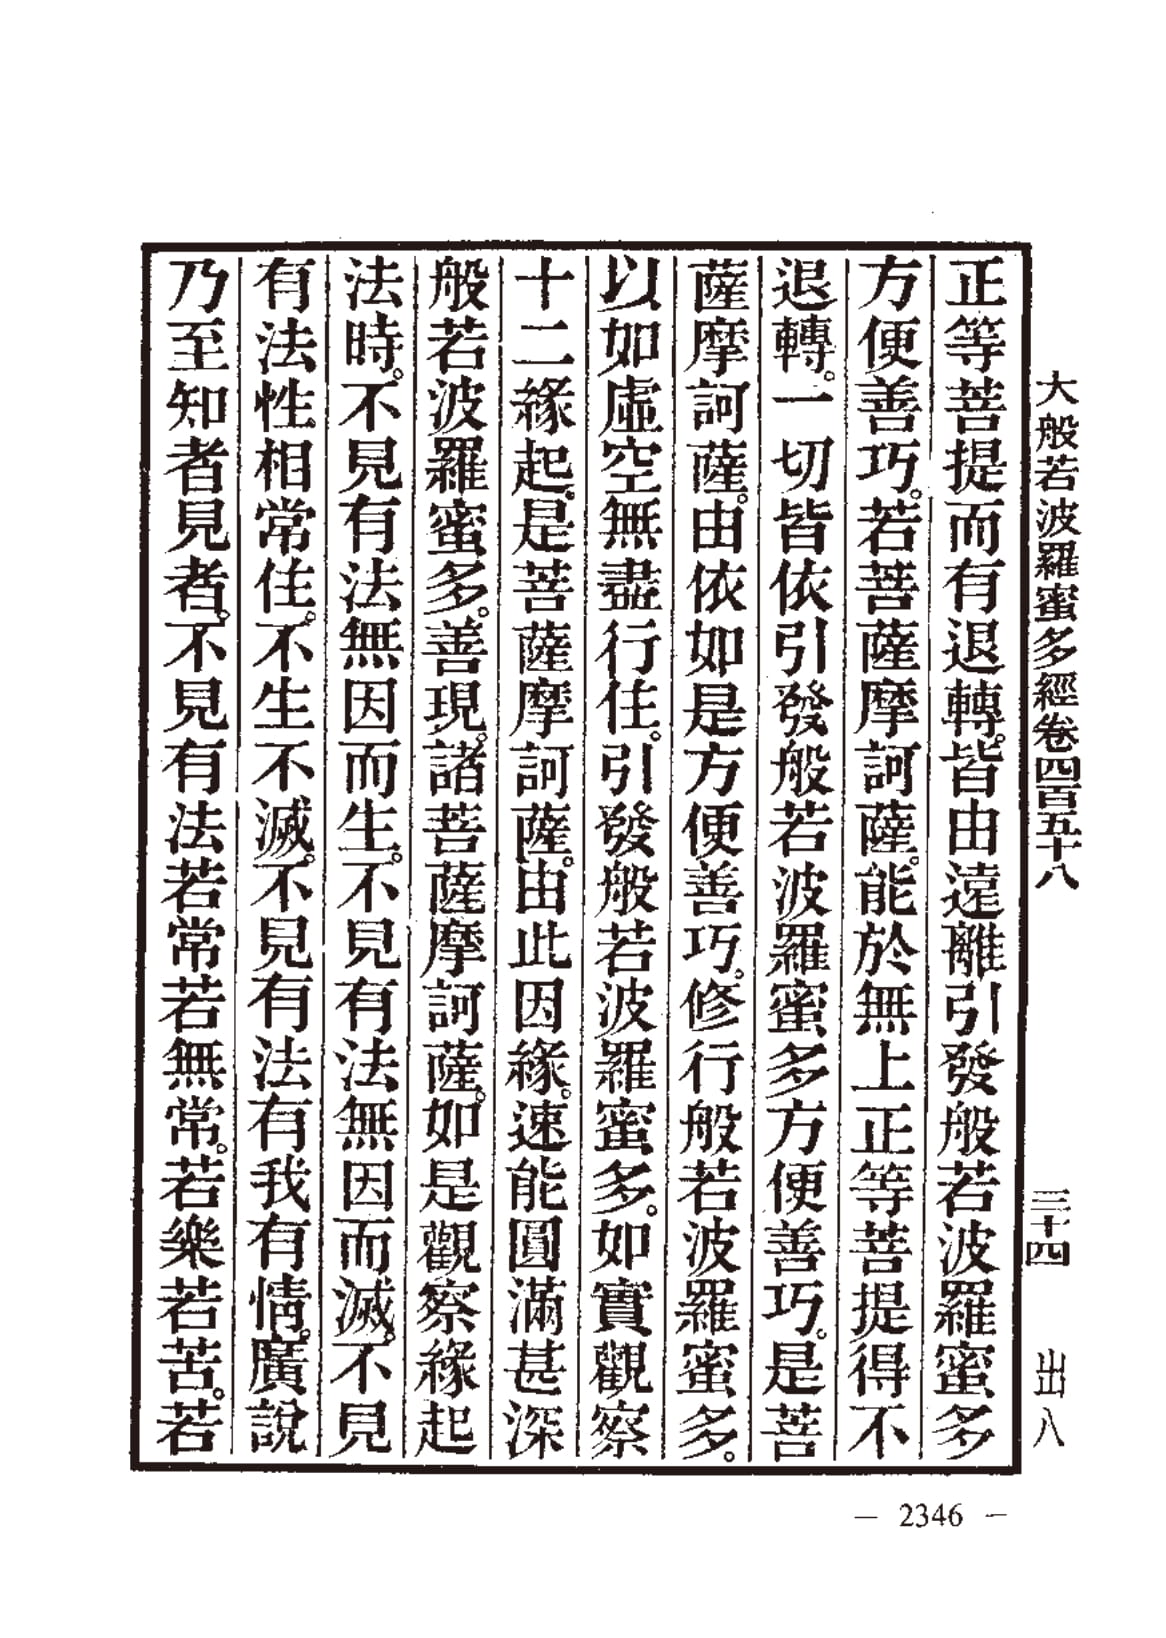 大般若波羅蜜多經卷四百五十八 三十四 出八
正等菩提而有退轉。皆由遠離引發般若波羅蜜多
方便善巧。若菩薩摩訶薩。能於無上正等菩提得不
退轉。一切皆依引發般若波羅蜜多方便善巧。是菩
薩摩訶薩。由依如是方便善巧。修行般若波羅蜜多。
以如虛空無盡行住。引發般若波羅蜜多。如實觀察
十二緣起。是菩薩摩訶薩。由此因緣。速能圓滿甚深
般若波羅蜜多。善現。諸菩薩摩訶薩。如是觀察緣起
法時。不見有法無因而生。不見有法無因而滅。不見
有法性相常住。不生不滅。不見有法有我有情。廣說
乃至知者見者。不見有法若常若無常。若樂若苦。若
— 2346 —